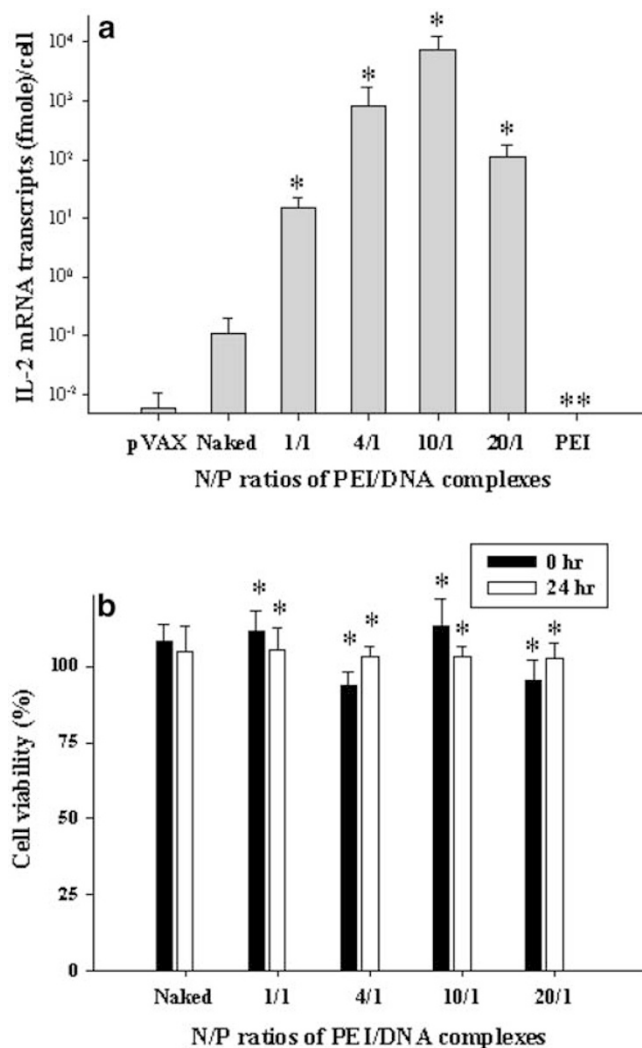 a
IL-2 mRNA transcripts (fmole)/cell
10⁴
10³
10²
10¹
10⁰
10⁻¹
10⁻²
* * * * **
pVAX Naked 1/1 4/1 10/1 20/1 PEI
N/P ratios of PEI/DNA complexes
b
0 hr
24 hr
Cell viability (%)
100
75
50
25
0
* * * * * * * *
Naked 1/1 4/1 10/1 20/1
N/P ratios of PEI/DNA complexes